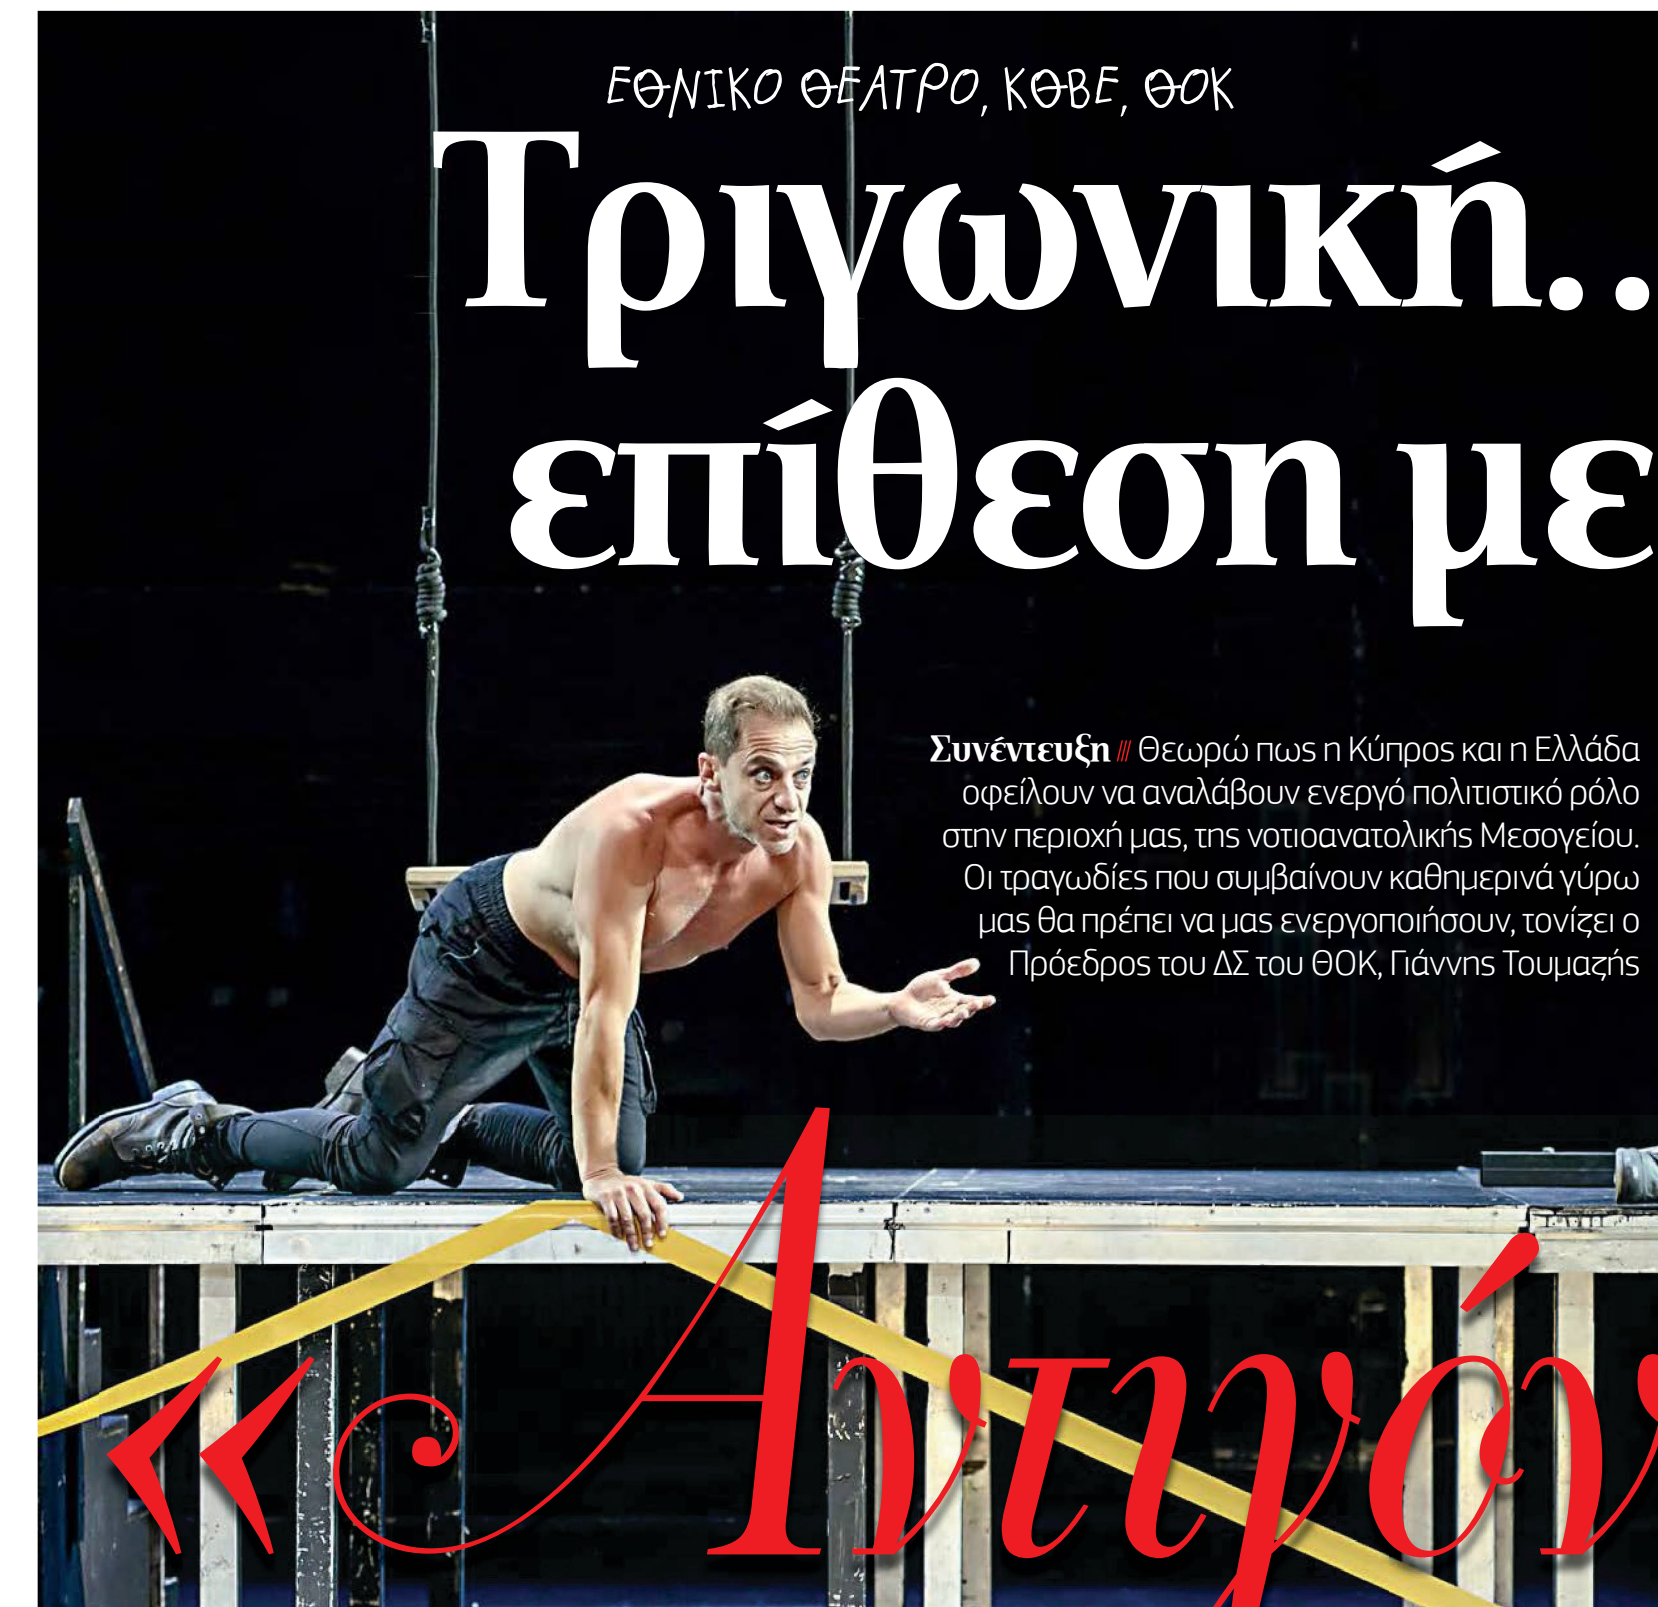 ΕΘΝΙΚΟ ΘΕΑΤΡΟ, ΚΘΒΕ, ΘΟΚ
Τριγωνική..
επίθεση με
Συνέντευξη /// Θεωρώ πως η Κύπρος και η Ελλάδα
οφείλουν να αναλάβουν ενεργό πολιτιστικό ρόλο
στην περιοχή μας, της νοτιοανατολικής Μεσογείου.
Οι τραγωδίες που συμβαίνουν καθημερινά γύρω
μας θα πρέπει να μας ενεργοποιήσουν, τονίζει ο
Πρόεδρος του ΔΣ του ΘΟΚ, Γιάννης Τουμαζής
«Αντιγόν